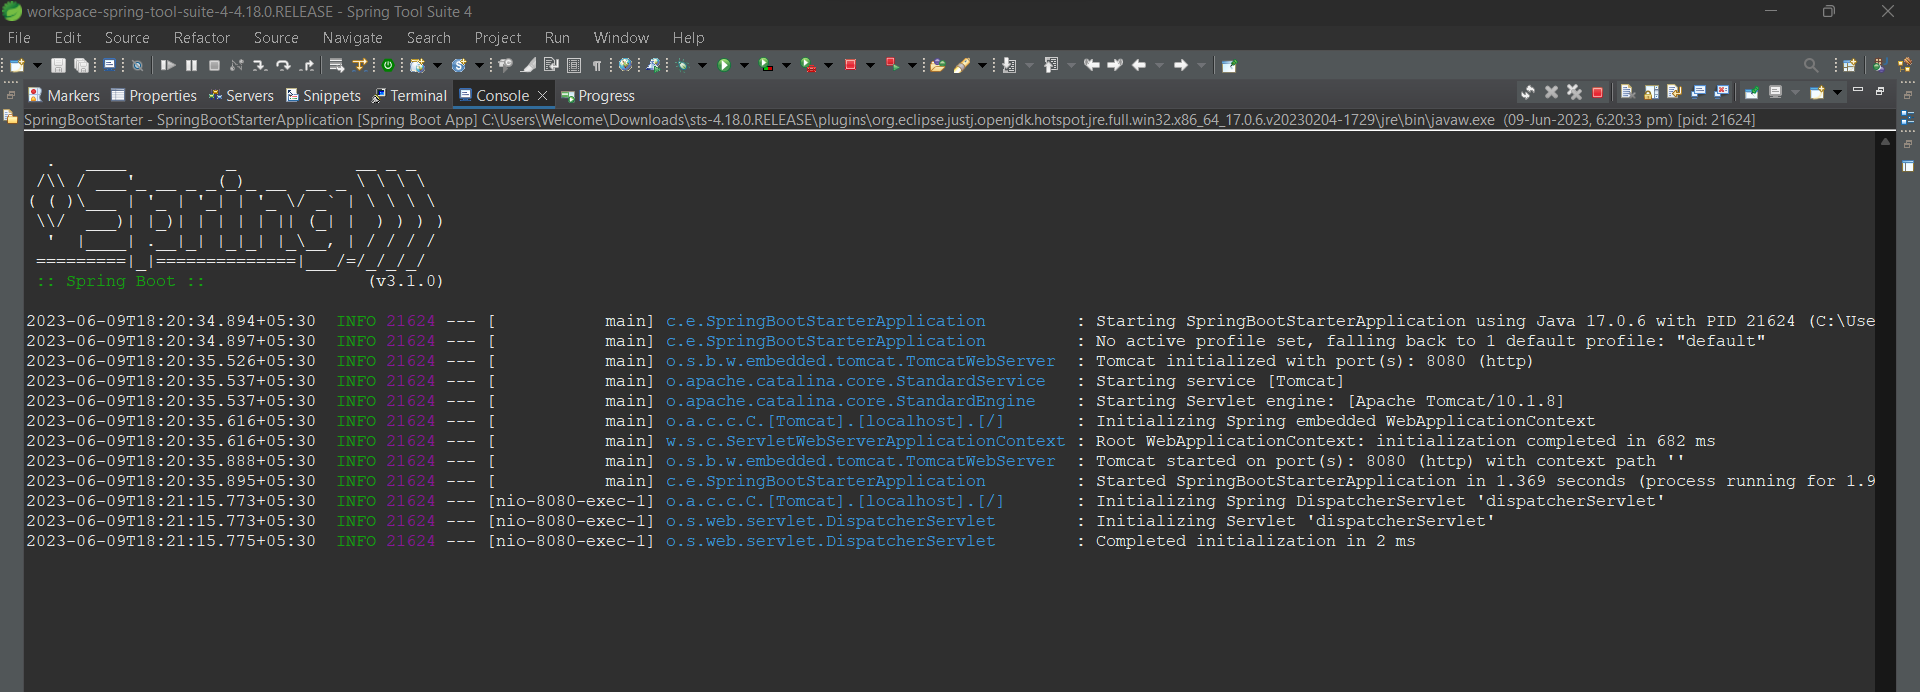 workspace-spring-tool-suite-4-4.18.0.RELEASE - Spring Tool Suite 4
File Edit Source Refactor Source Navigate Search Project Run Window Help
Markers Properties Servers Snippets Terminal Console Progress
SpringBootStarter - SpringBootStarterApplication [Spring Boot App] C:\Users\Welcome\Downloads\sts-4.18.0.RELEASE\plugins\org.eclipse.justj.openjdk.hotspot.jre.full.win32.x86_64_17.0.6.v20230204-1729\jre\bin\javaw.exe (09-Jun-2023, 6:20:33 pm) [pid: 21624]
  .   ____          _            __ _ _
 /\\ / ___'_ __ _ _(_)_ __  __ _ \ \ \ \
( ( )\___ | '_ | '_| | '_ \/ _` | \ \ \ \
 \\/  ___)| |_)| | | | | || (_| |  ) ) ) )
  '  |____| .__|_| |_|_| |_\__, | / / / /
 =========|_|==============|___/=/_/_/_/
 :: Spring Boot ::                (v3.1.0)
2023-06-09T18:20:34.894+05:30  INFO 21624 --- [           main] c.e.SpringBootStarterApplication         : Starting SpringBootStarterApplication using Java 17.0.6 with PID 21624 (C:\Use
2023-06-09T18:20:34.897+05:30  INFO 21624 --- [           main] c.e.SpringBootStarterApplication         : No active profile set, falling back to 1 default profile: "default"
2023-06-09T18:20:35.526+05:30  INFO 21624 --- [           main] o.s.b.w.embedded.tomcat.TomcatWebServer  : Tomcat initialized with port(s): 8080 (http)
2023-06-09T18:20:35.537+05:30  INFO 21624 --- [           main] o.apache.catalina.core.StandardService   : Starting service [Tomcat]
2023-06-09T18:20:35.537+05:30  INFO 21624 --- [           main] o.apache.catalina.core.StandardEngine    : Starting Servlet engine: [Apache Tomcat/10.1.8]
2023-06-09T18:20:35.616+05:30  INFO 21624 --- [           main] o.a.c.c.C.[Tomcat].[localhost].[/]       : Initializing Spring embedded WebApplicationContext
2023-06-09T18:20:35.616+05:30  INFO 21624 --- [           main] w.s.c.ServletWebServerApplicationContext : Root WebApplicationContext: initialization completed in 682 ms
2023-06-09T18:20:35.888+05:30  INFO 21624 --- [           main] o.s.b.w.embedded.tomcat.TomcatWebServer  : Tomcat started on port(s): 8080 (http) with context path ''
2023-06-09T18:20:35.895+05:30  INFO 21624 --- [           main] c.e.SpringBootStarterApplication         : Started SpringBootStarterApplication in 1.369 seconds (process running for 1.9
2023-06-09T18:21:15.773+05:30  INFO 21624 --- [nio-8080-exec-1] o.a.c.c.C.[Tomcat].[localhost].[/]       : Initializing Spring DispatcherServlet 'dispatcherServlet'
2023-06-09T18:21:15.773+05:30  INFO 21624 --- [nio-8080-exec-1] o.s.web.servlet.DispatcherServlet        : Initializing Servlet 'dispatcherServlet'
2023-06-09T18:21:15.775+05:30  INFO 21624 --- [nio-8080-exec-1] o.s.web.servlet.DispatcherServlet        : Completed initialization in 2 ms